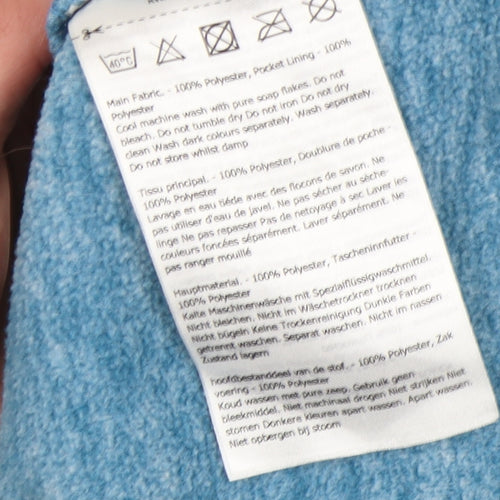 40°C
Main Fabric. - 100% Polyester, Pocket Lining - 100%
Polyester
Cool machine wash with pure soap flakes. Do not
bleach. Do not tumble dry Do not iron Do not dry
clean Wash dark colours separately. Wash separately.
Do not store whilst damp
Tissu principal. - 100% Polyester, Doublure de poche -
100% Polyester
Lavage en eau tiède avec des flocons de savon. Ne
pas utiliser d'eau de javel. Ne pas sécher au sèche-
linge Ne pas repasser Pas de nettoyage à sec Laver les
couleurs foncées séparément. Laver séparément. Ne
pas ranger mouillé
Hauptmaterial. - 100% Polyester, Tascheninnfutter -
100% Polyester
Kalte Maschinenwäsche mit Spezialflüssigwaschmittel.
Nicht bleichen. Nicht im Wäschetrockner trocknen
Nicht bügeln Keine Trockenreinigung Dunkle Farben
getrennt waschen. Separat waschen. Nicht im nassen
Zustand lagern
hoofdbestanddeel van de stof. - 100% Polyester, Zak
voering - 100% Polyester
Koud wassen met pure zeep. Gebruik geen
bleekmiddel. Niet machinaal drogen Niet strijken Niet
stomen Donkere kleuren apart wassen. Apart wassen.
Niet opbergen bij stoom